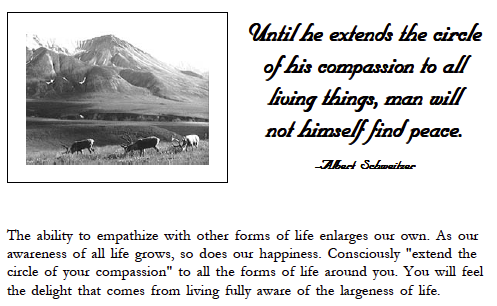 Until he extends the circle
of his compassion to all
living things, man will
not himself find peace.
-Albert Schweitzer
The ability to empathize with other forms of life enlarges our own. As our
awareness of all life grows, so does our happiness. Consciously "extend the
circle of your compassion" to all the forms of life around you. You will feel
the delight that comes from living fully aware of the largeness of life.